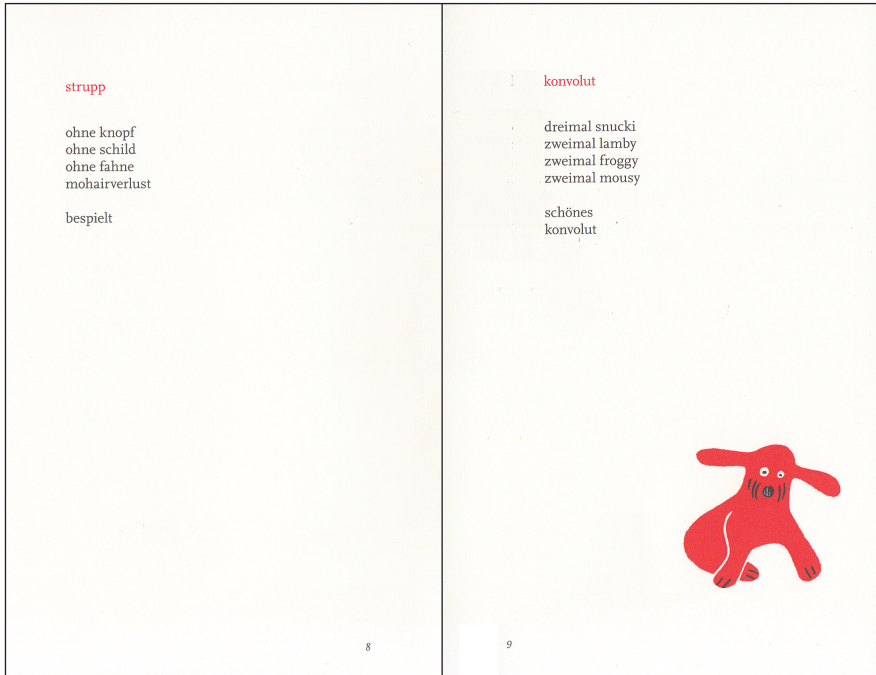 strupp
ohne knopf
ohne schild
ohne fahne
mohairverlust
bespielt
8
konvolut
dreimal snucki
zweimal lamby
zweimal froggy
zweimal mousy
schönes
konvolut
9